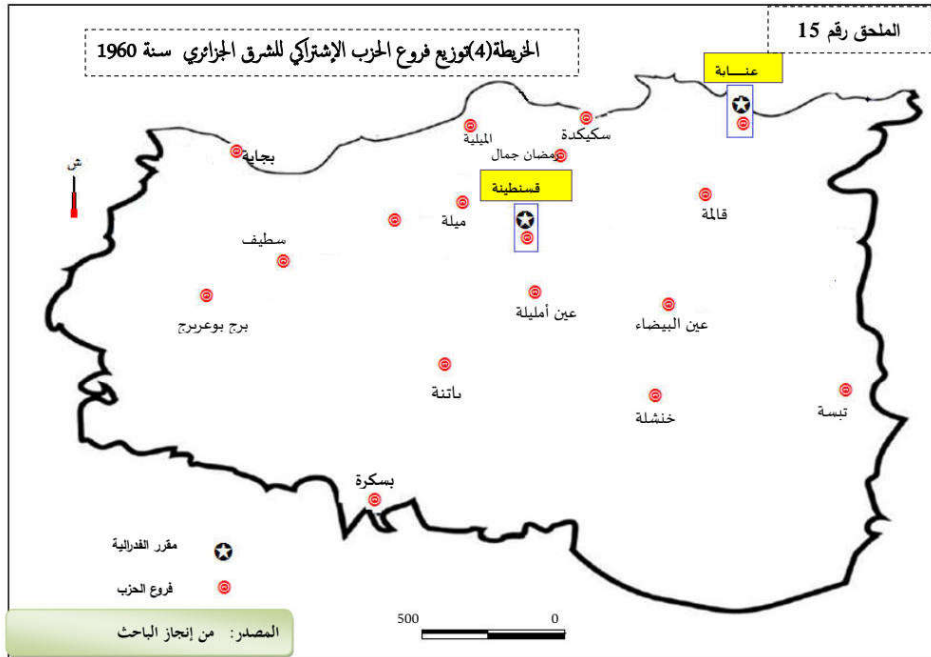 الملحق رقم 15
الخريطة(4)توزيع فروع الحزب الإشتراكي للشرق الجزائري سنة 1960
عنـــابة
سكيكدة
الميلية
رمضان جمال
بجاية
ش
قسنطينة
قالمة
ميلة
سطيف
عين أمليلة
عين البيضاء
برج بوعريرج
باتنة
خنشلة
تبسة
بسكرة
مقرر الفدرالية
فروع الحزب
500 0
المصدر: من إنجاز الباحث